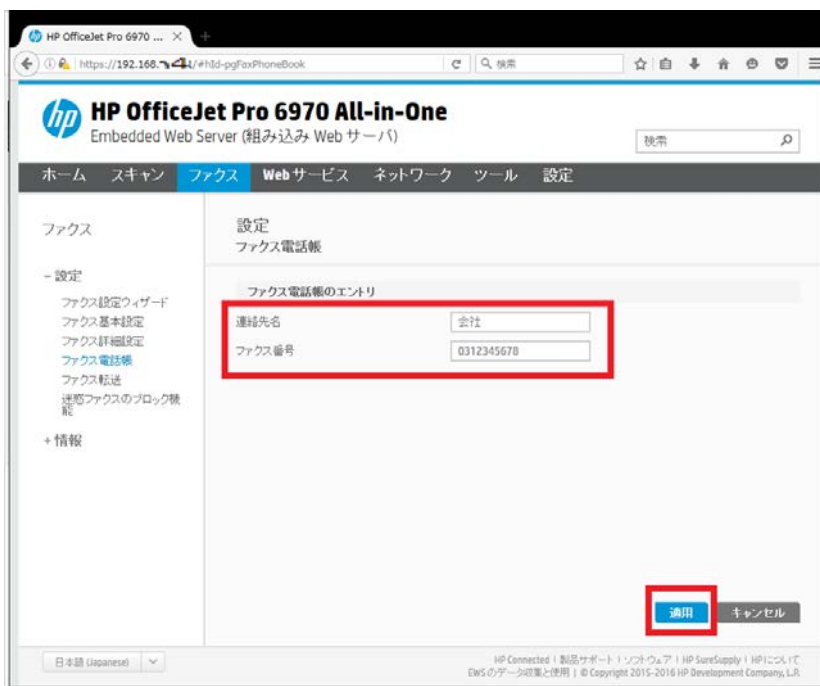 HP OfficeJet Pro 6970 ...
https://192.168. /#hId-pgFaxPhoneBook
検索
hp
HP OfficeJet Pro 6970 All-in-One
Embedded Web Server (組み込み Web サーバ)
検索
ホーム スキャン ファクス Web サービス ネットワーク ツール 設定
ファクス
設定
ファクス電話帳
- 設定
ファクス設定ウィザード
ファクス基本設定
ファクス詳細設定
ファクス電話帳
ファクス転送
迷惑ファクスのブロック機
能
+ 情報
ファクス電話帳のエントリ
連絡先名 会社
ファクス番号 0312345678
適用 キャンセル
日本語 (Japanese)
HP Connected | 製品サポート | ソフトウェア | HP SureSupply | HP について
EWS のデータ収集と使用 | © Copyright 2015-2016 HP Development Company, L.P.